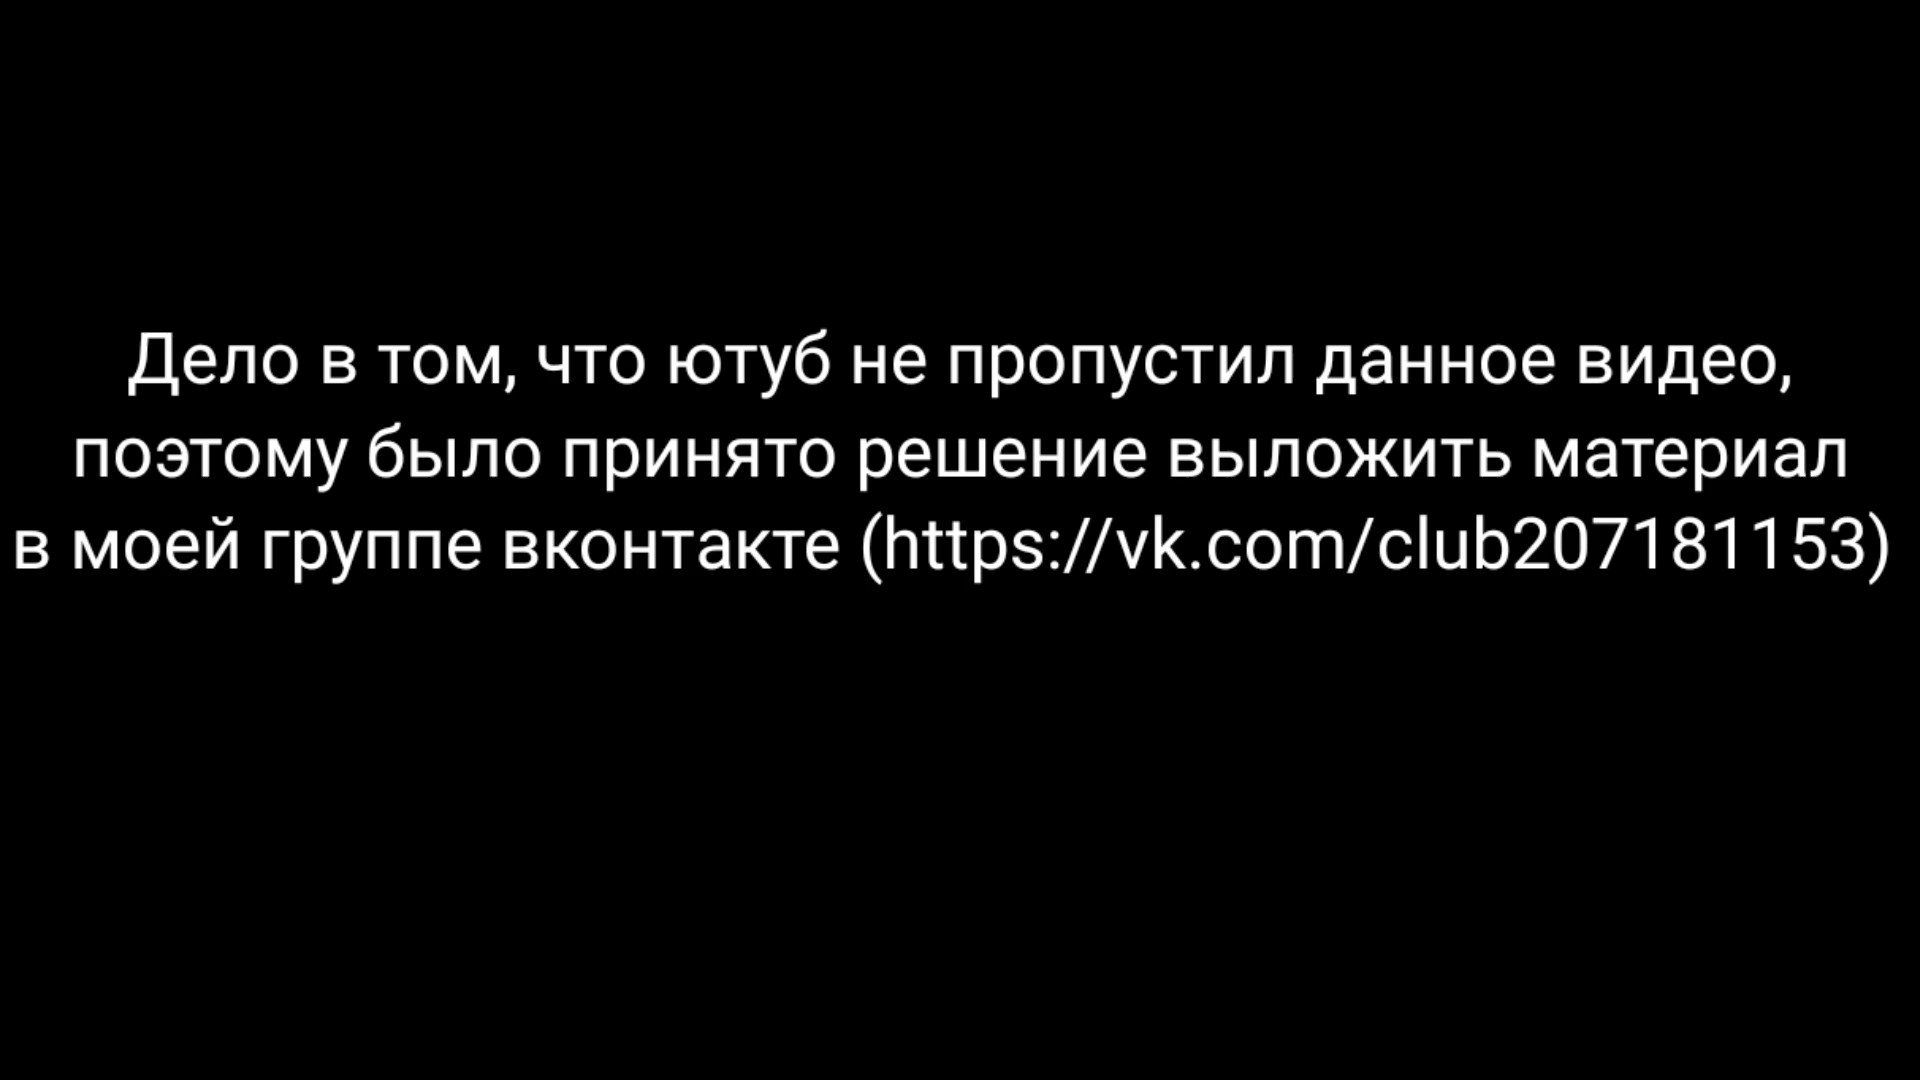 Дело в том, что ютуб не пропустил данное видео,
поэтому было принято решение выложить материал
в моей группе вконтакте (https://vk.com/club207181153)